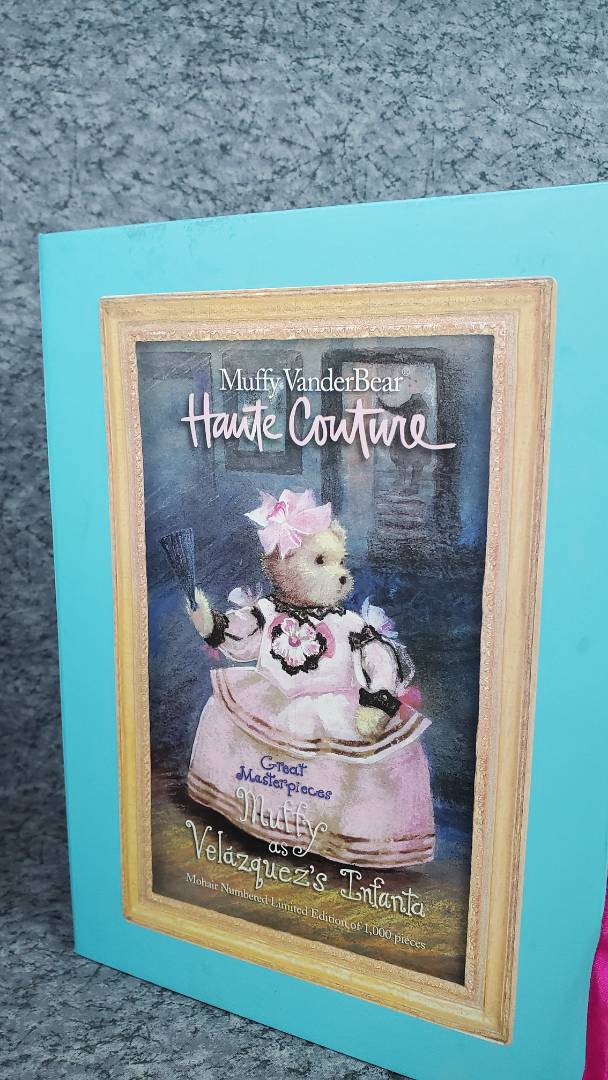 Muffy VanderBear®
Haute Couture
Great
Masterpieces
Muffy
as
Velázquez's Infanta
Mohair Numbered Limited Edition of 1,000 pieces